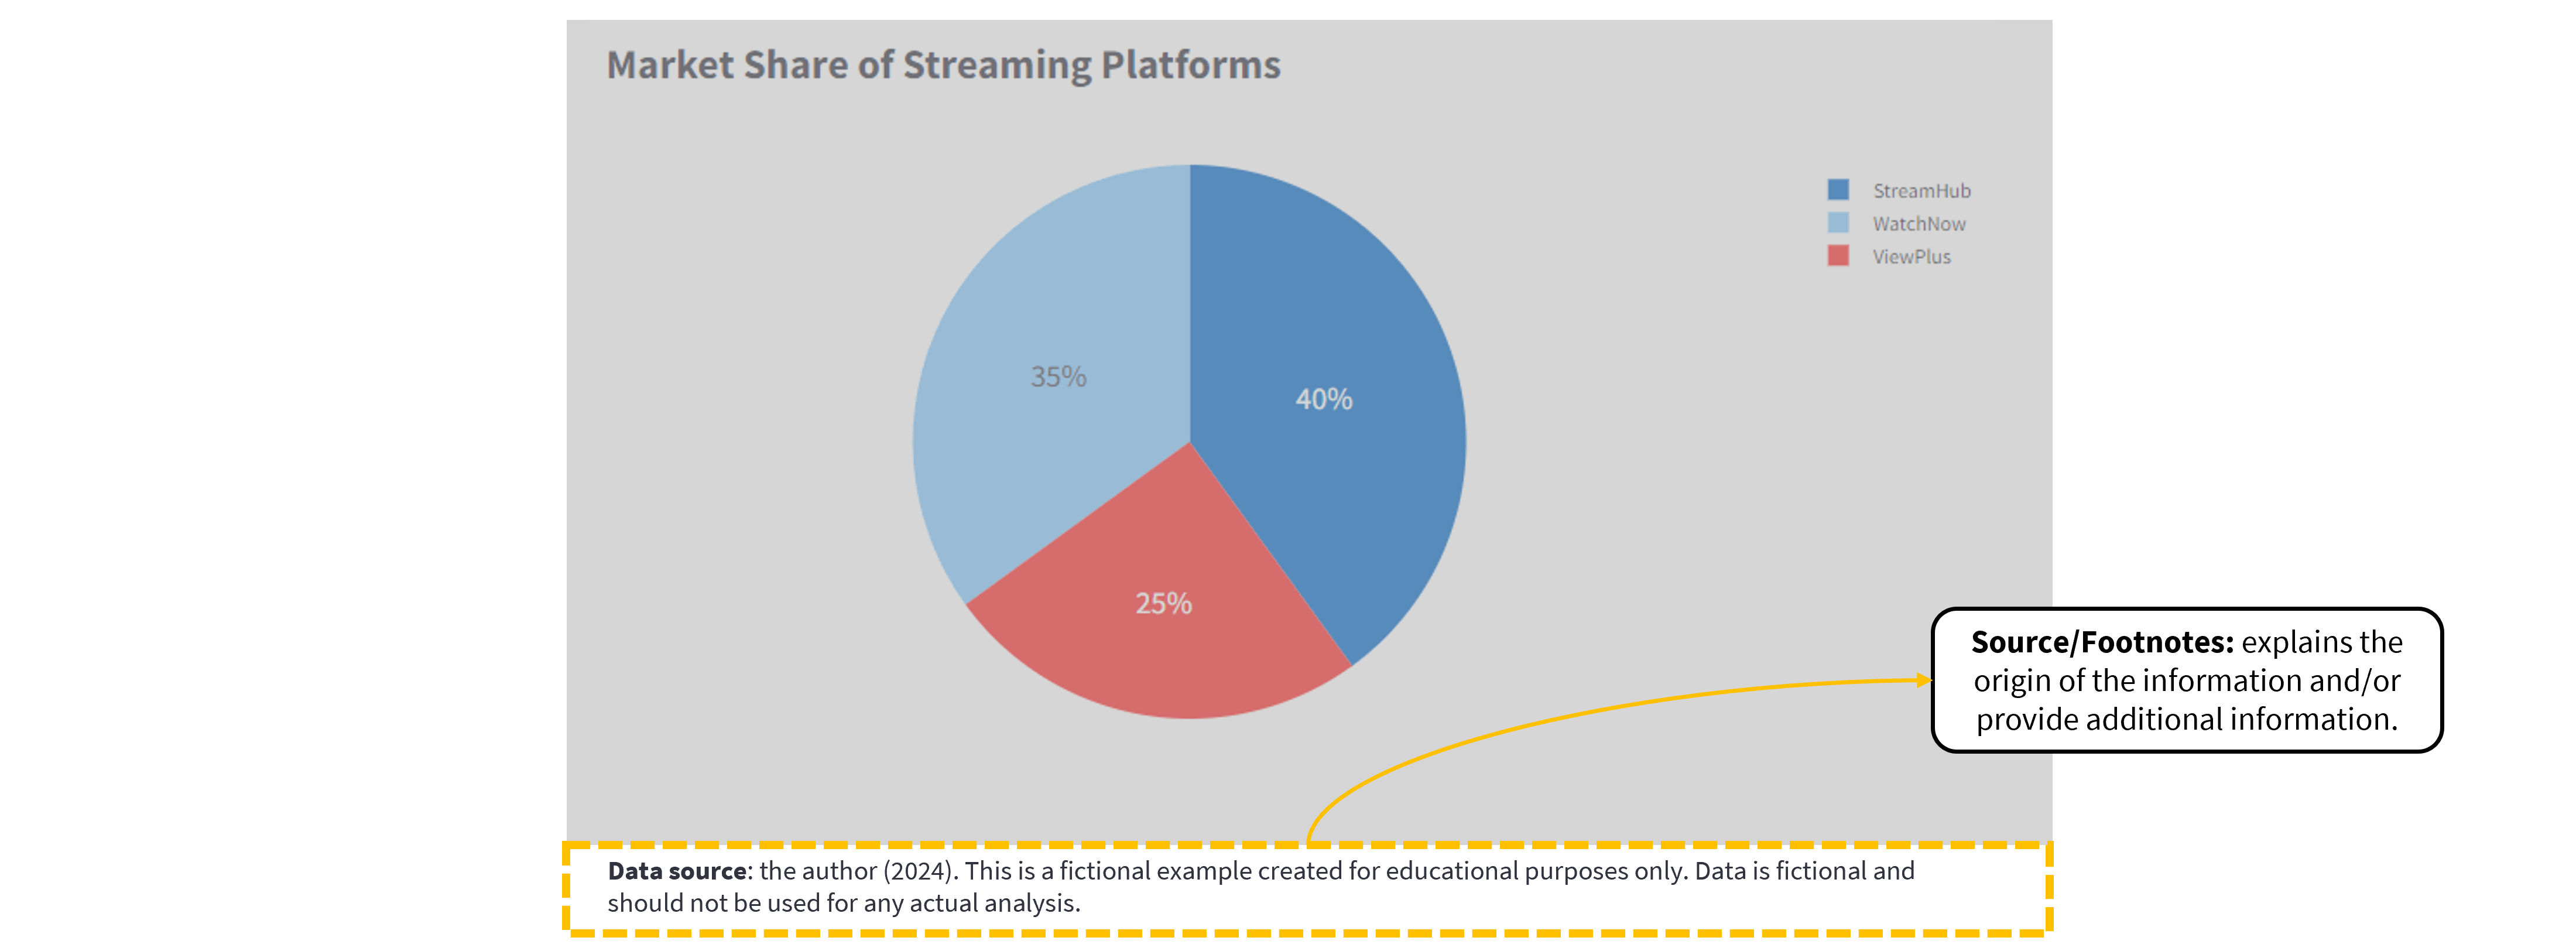 Market Share of Streaming Platforms
StreamHub
WatchNow
ViewPlus
35%
40%
25%
Source/Footnotes: explains the
origin of the information and/or
provide additional information.
Data source: the author (2024). This is a fictional example created for educational purposes only. Data is fictional and
should not be used for any actual analysis.